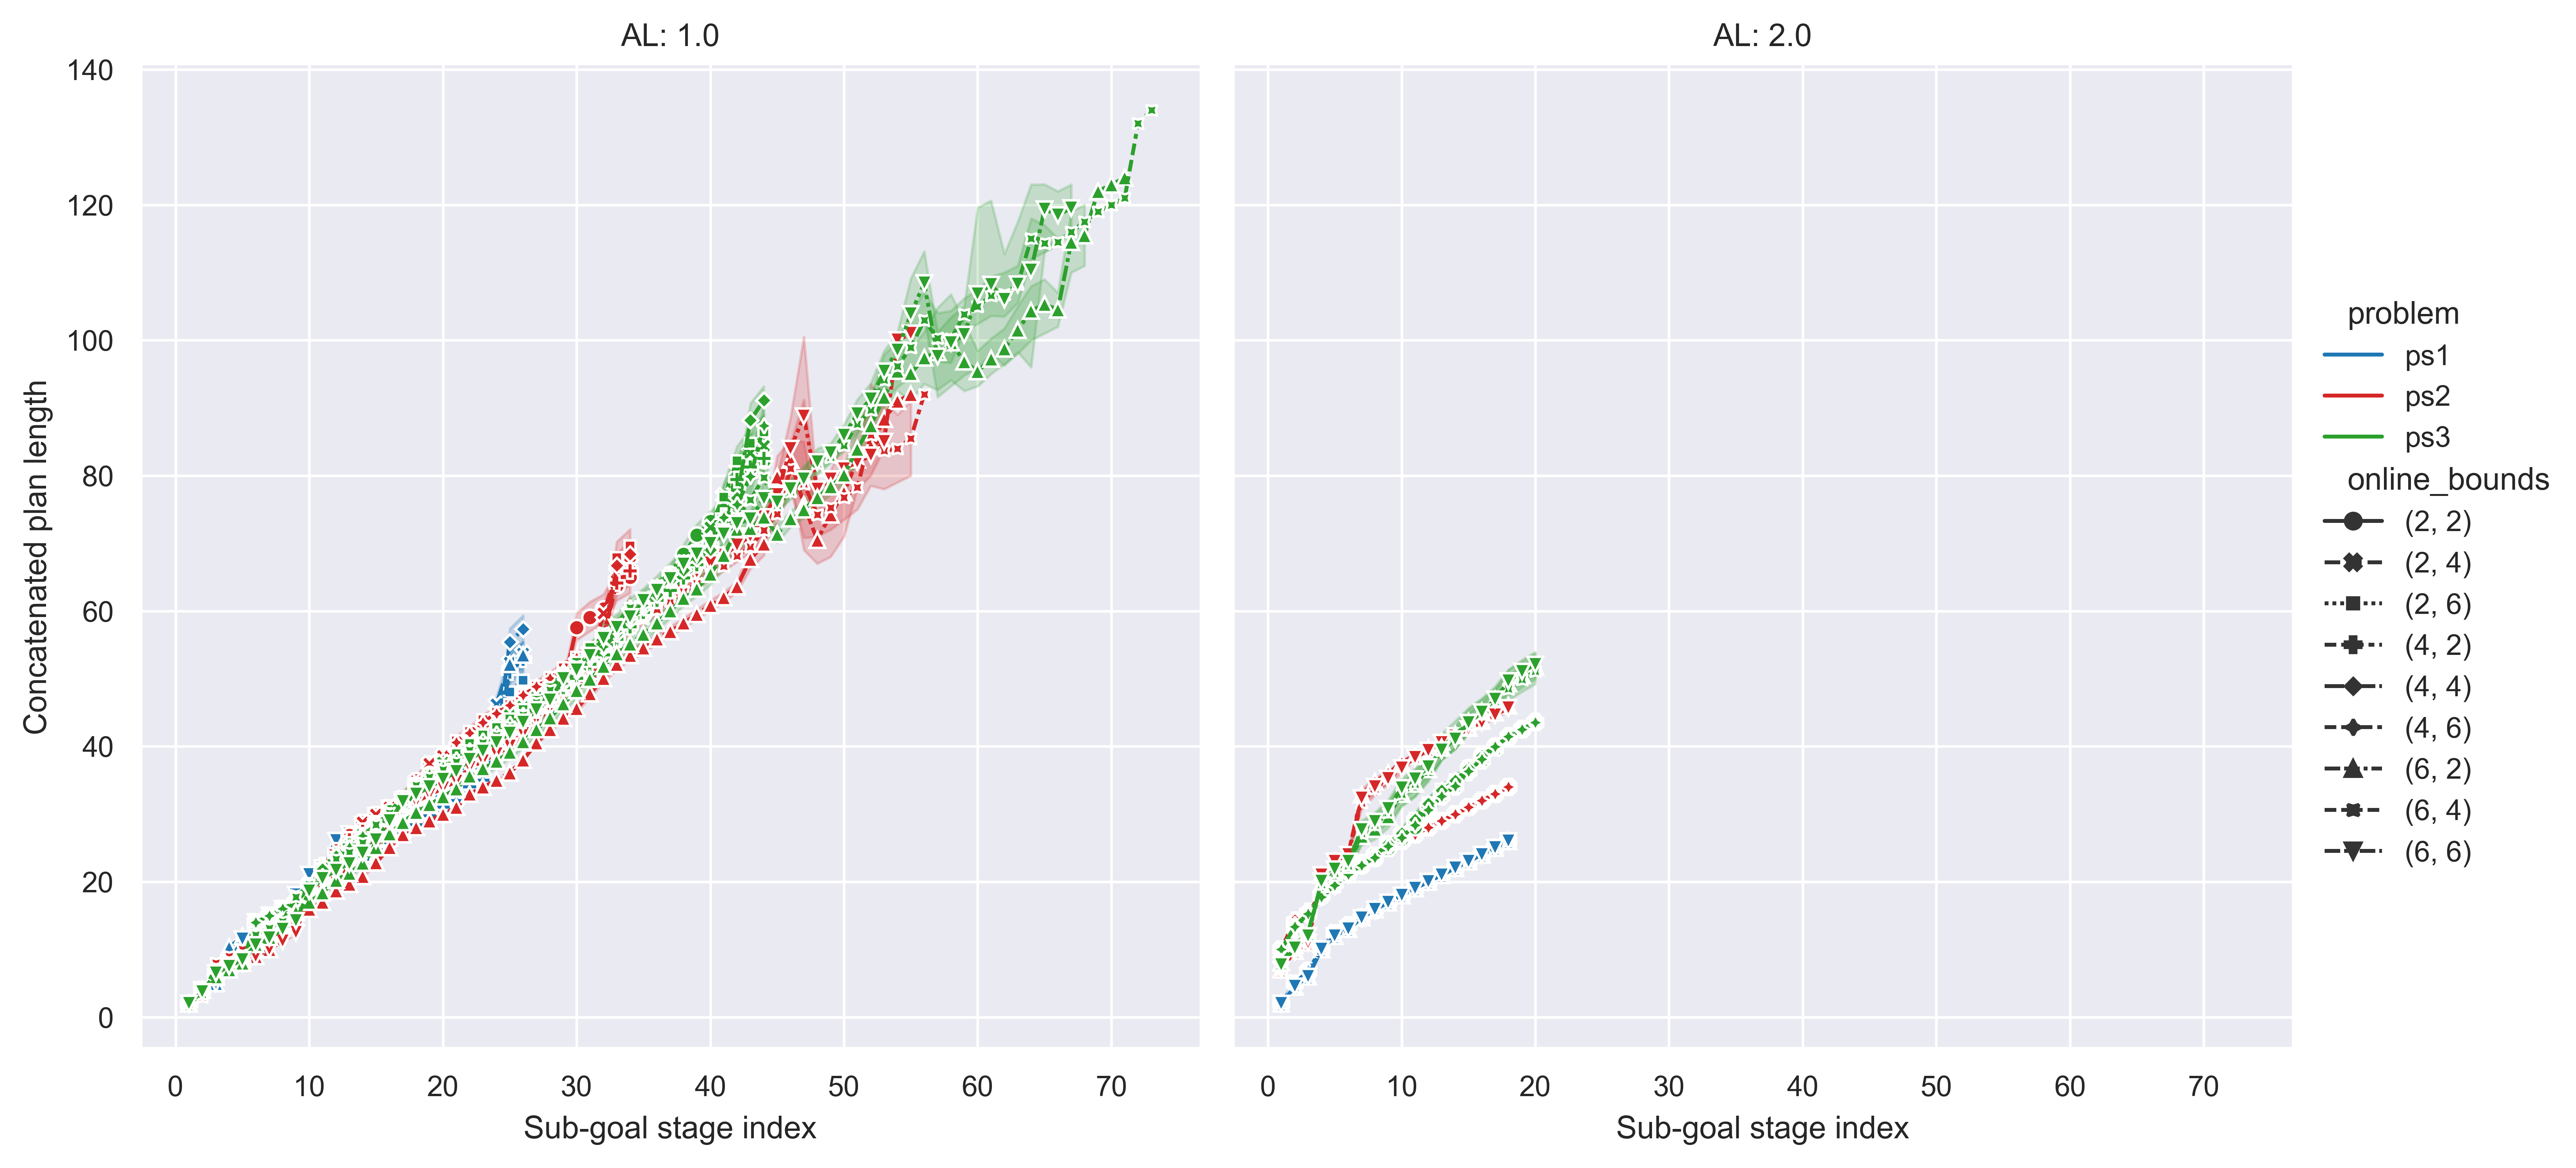 AL: 1.0
AL: 2.0
Concatenated plan length
140
120
100
80
60
40
20
0
0 10 20 30 40 50 60 70
0 10 20 30 40 50 60 70
Sub-goal stage index
Sub-goal stage index
problem
ps1
ps2
ps3
online_bounds
(2, 2)
(2, 4)
(2, 6)
(4, 2)
(4, 4)
(4, 6)
(6, 2)
(6, 4)
(6, 6)